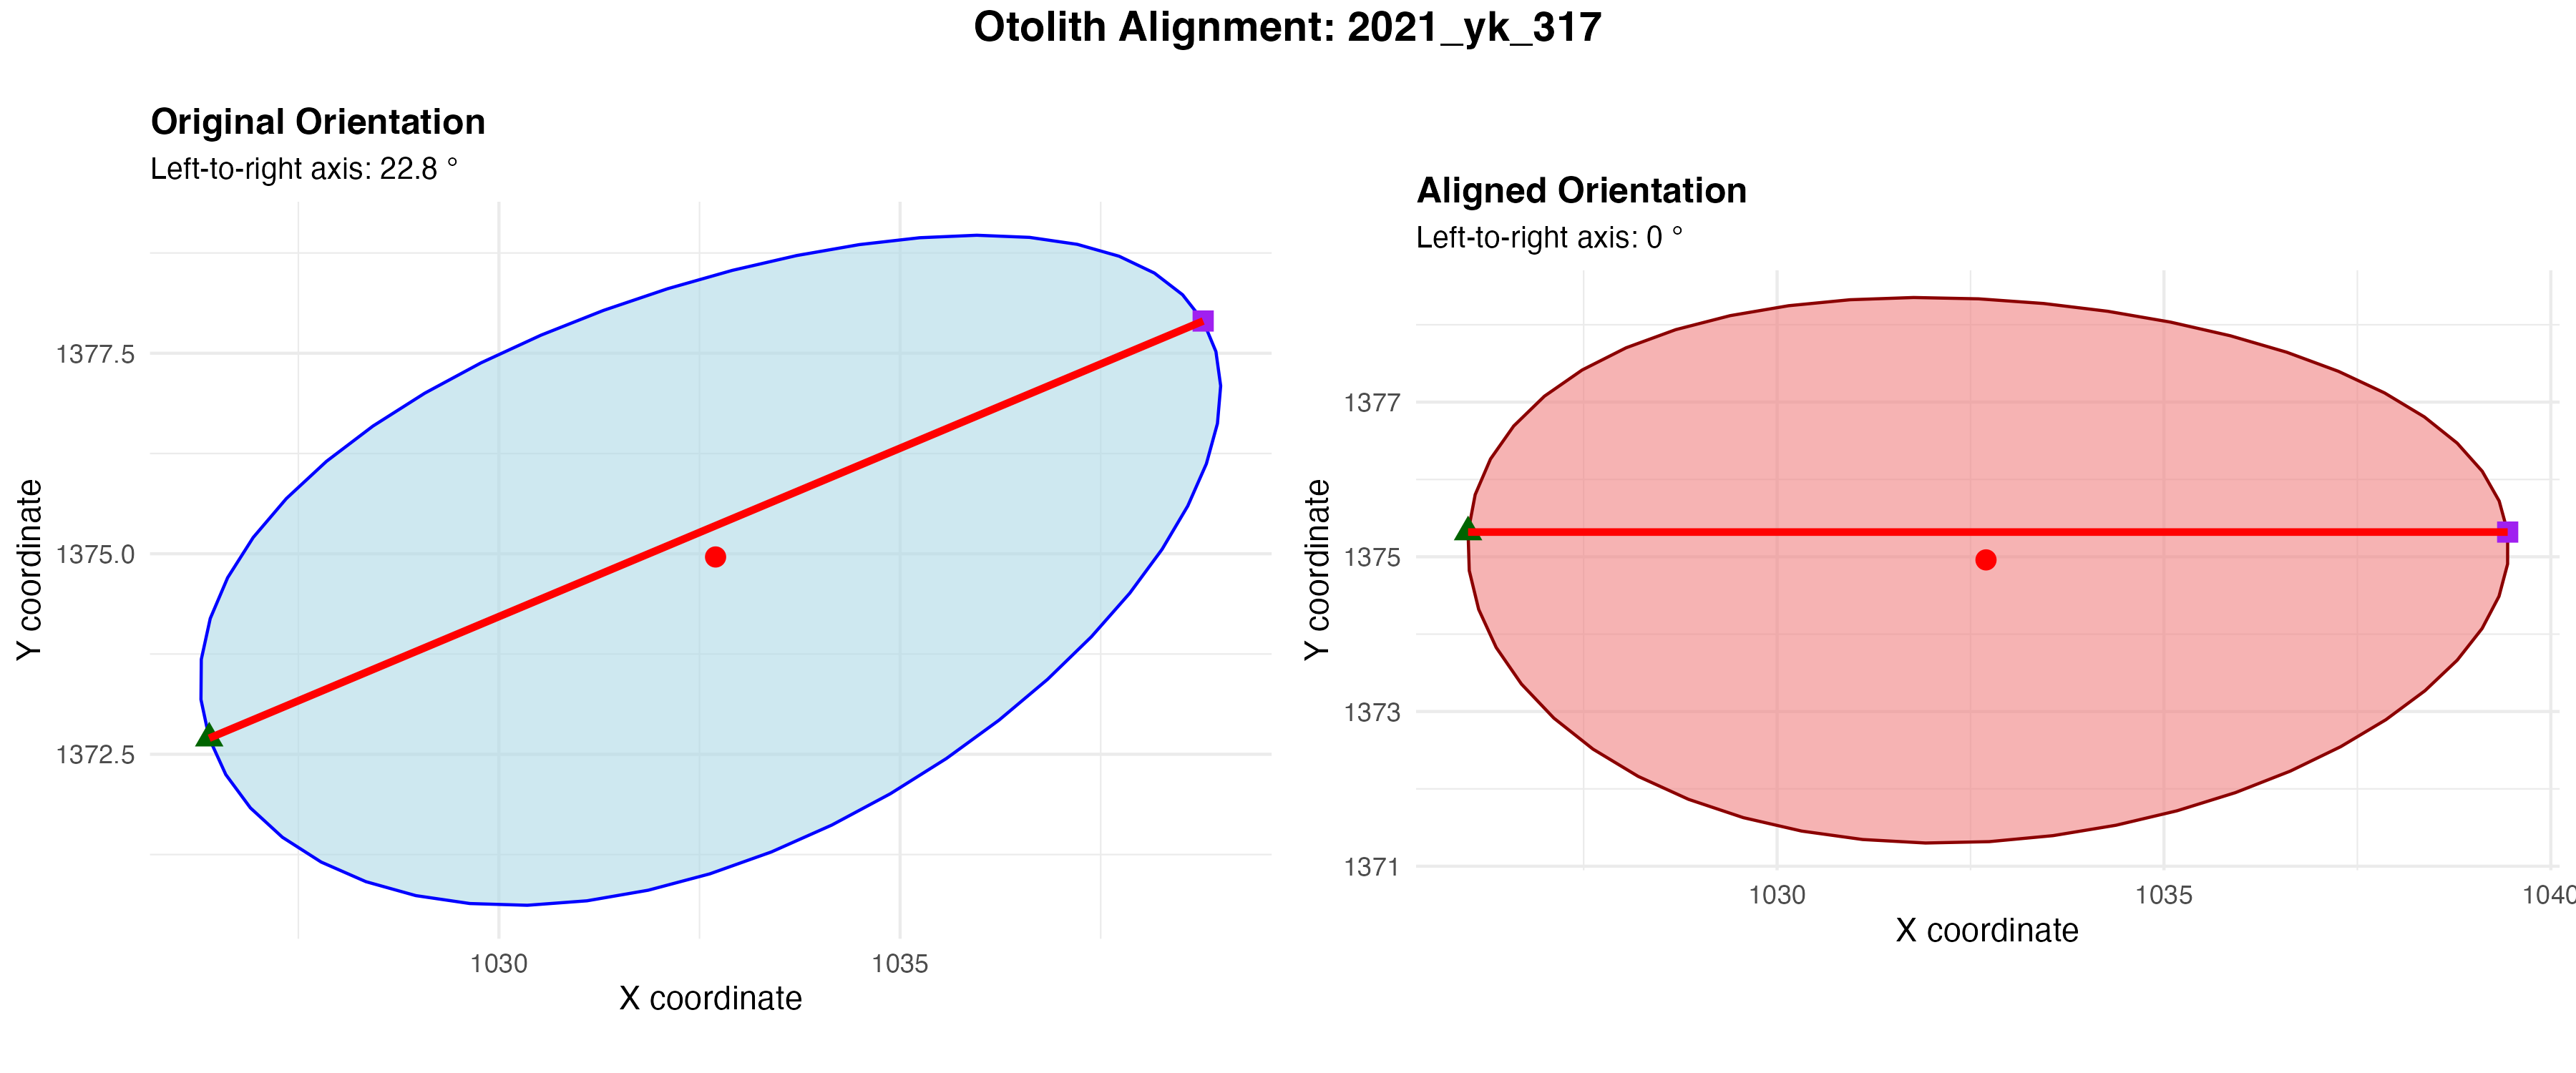 Otolith Alignment: 2021_yk_317
Original Orientation
Left-to-right axis: 22.8 °
Y coordinate
1377.5
1375.0
1372.5
1030
1035
X coordinate
Aligned Orientation
Left-to-right axis: 0 °
Y coordinate
1377
1375
1373
1371
1030
1035
1040
X coordinate